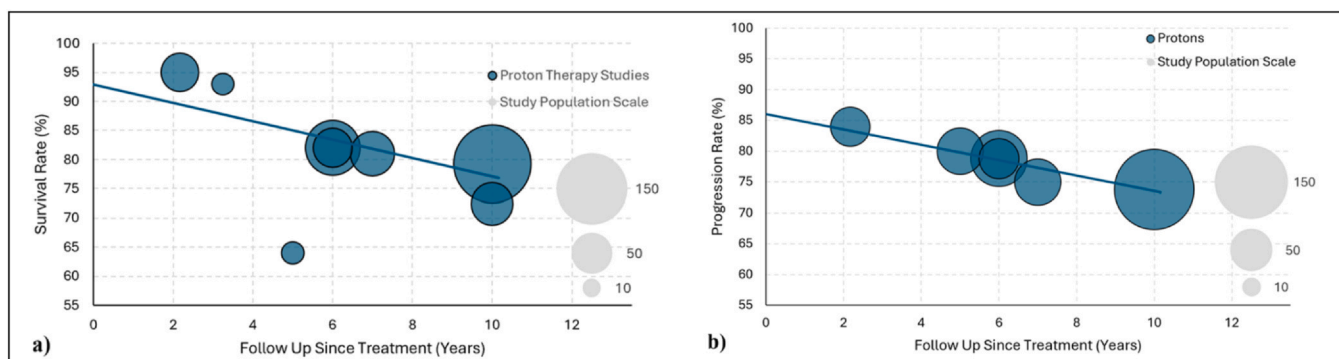 100
95
90
85
80
75
70
65
60
55
Survival Rate (%)
0 2 4 6 8 10 12
Follow Up Since Treatment (Years)
Proton Therapy Studies
Study Population Scale
150
50
10
a)
100
95
90
85
80
75
70
65
60
55
Progression Rate (%)
0 2 4 6 8 10 12
Follow Up Since Treatment (Years)
Protons
Study Population Scale
150
50
10
b)